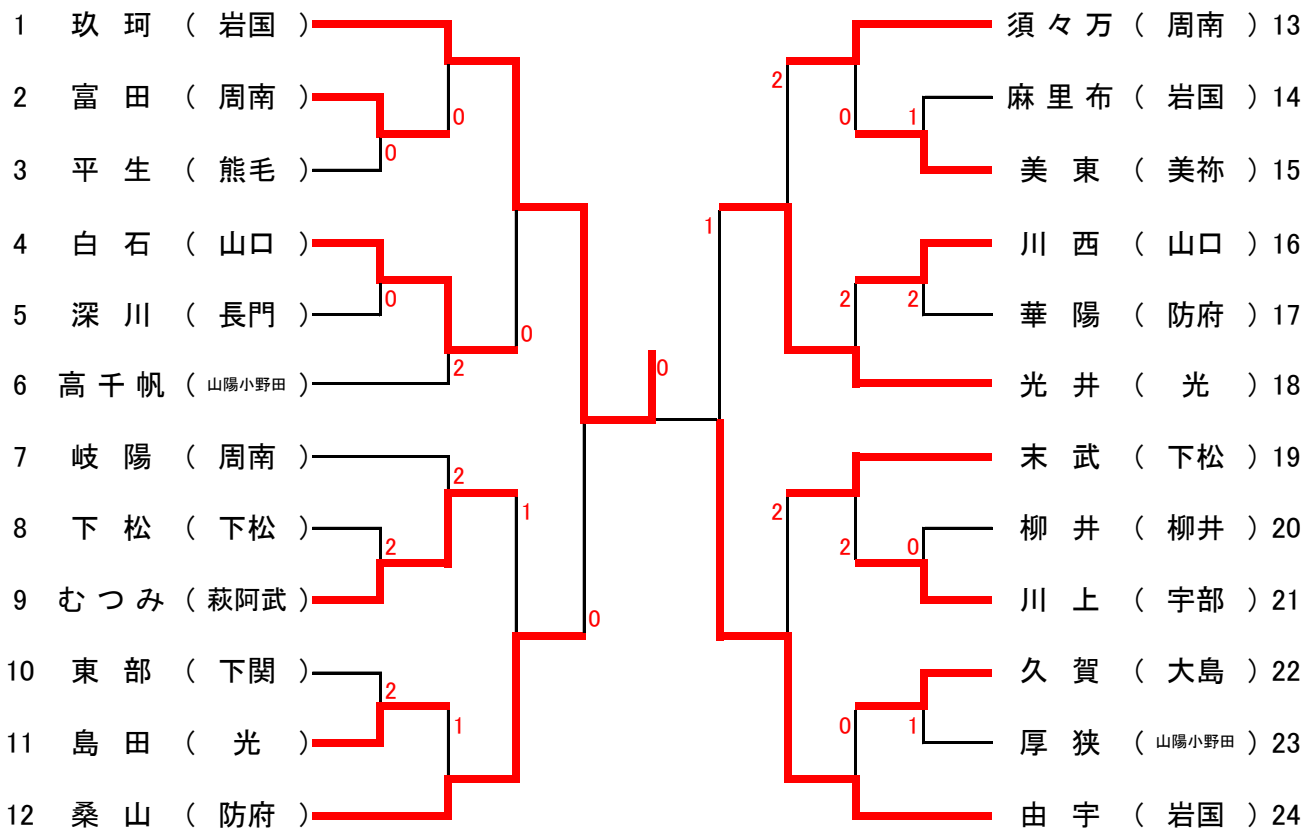 1 玖珂 ( 岩国 )
2 富田 ( 周南 )
0
0
3 平生 ( 熊毛 )
4 白石 ( 山口 )
0
5 深川 ( 長門 )
0
2
6 高千帆 ( 山陽小野田 )
7 岐陽 ( 周南 )
2
1
8 下松 ( 下松 )
2
9 むつみ ( 萩阿武 )
0
10 東部 ( 下関 )
2
1
11 島田 ( 光 )
12 桑山 ( 防府 )
0
須々万 ( 周南 ) 13
2
麻里布 ( 岩国 ) 14
0
1
美東 ( 美祢 ) 15
1
川西 ( 山口 ) 16
2
2
華陽 ( 防府 ) 17
光井 ( 光 ) 18
末武 ( 下松 ) 19
2
柳井 ( 柳井 ) 20
2
0
川上 ( 宇部 ) 21
久賀 ( 大島 ) 22
0
1
厚狭 ( 山陽小野田 ) 23
由宇 ( 岩国 ) 24